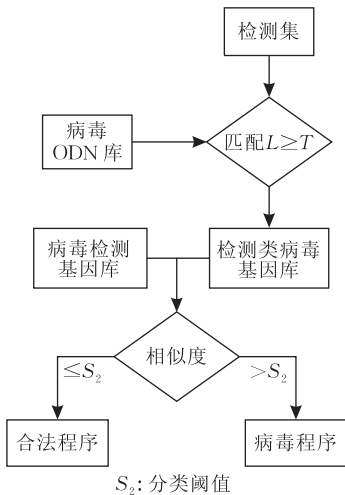 检测集
病毒
ODN 库
匹配L≥T
病毒检测
基因库
检测类病毒
基因库
相似度
≤S₂
>S₂
合法程序
病毒程序
S₂: 分类阈值